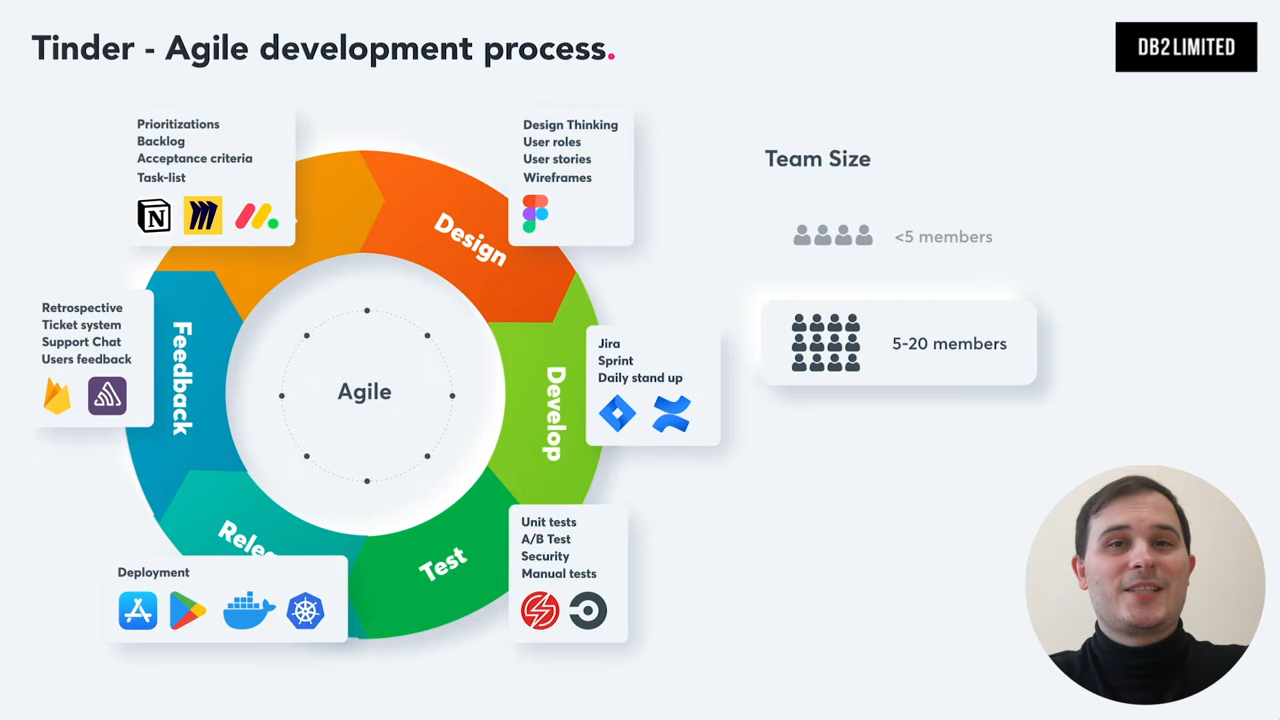 Tinder - Agile development process.
DB2 LIMITED
Prioritizations
Backlog
Acceptance criteria
Task-list
N
Design Thinking
User roles
User stories
Wireframes
Design
Team Size
<5 members
5-20 members
Retrospective
Ticket system
Support Chat
Users feedback
Feedback
Agile
Develop
Jira
Sprint
Daily stand up
Unit tests
A/B Test
Security
Manual tests
Test
Relea
Deployment